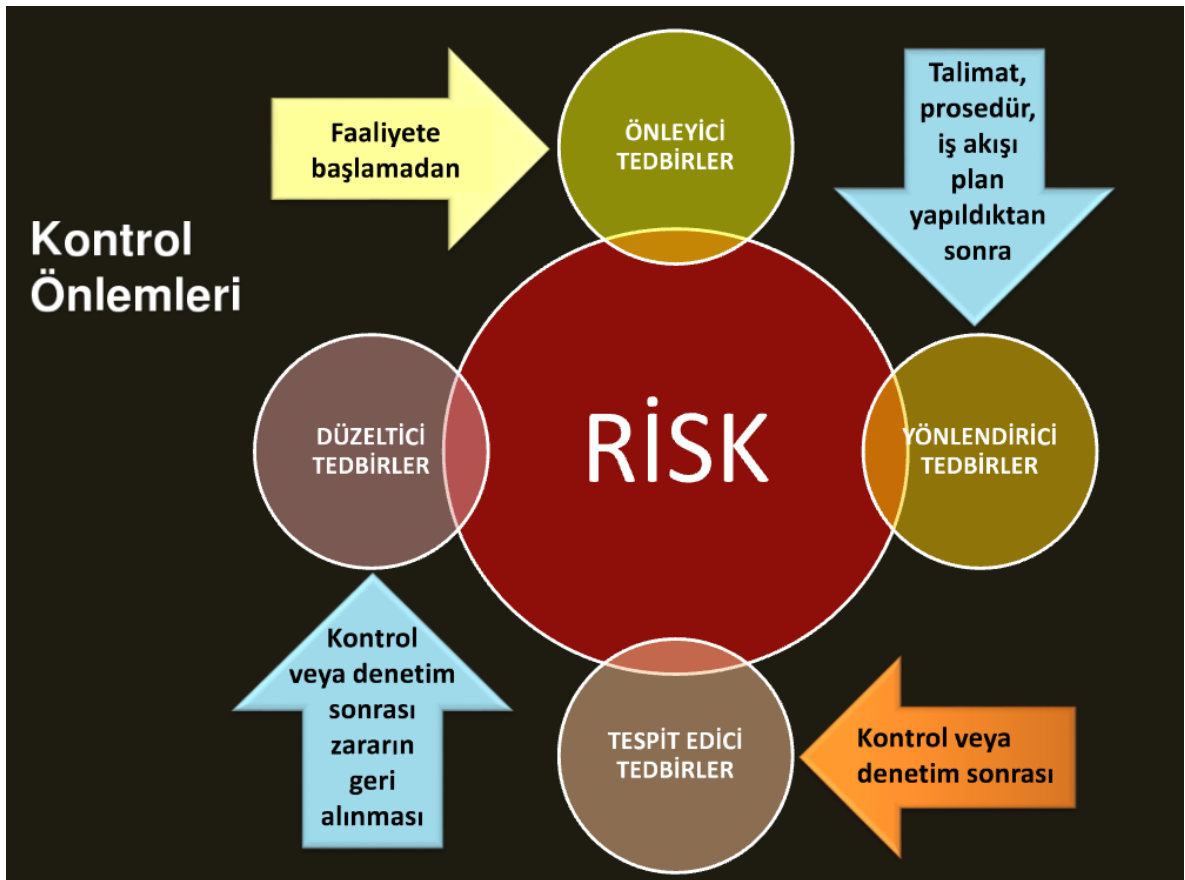 Kontrol
Önlemleri
Faaliyete
başlamadan
ÖNLEYİCİ
TEDBİRLER
Talimat,
prosedür,
iş akışı
plan
yapıldıktan
sonra
DÜZELTİCİ
TEDBİRLER
RİSK
YÖNLENDİRİCİ
TEDBİRLER
Kontrol
veya denetim
sonrası
zararın
geri
alınması
TESPİT EDİCİ
TEDBİRLER
Kontrol veya
denetim sonrası